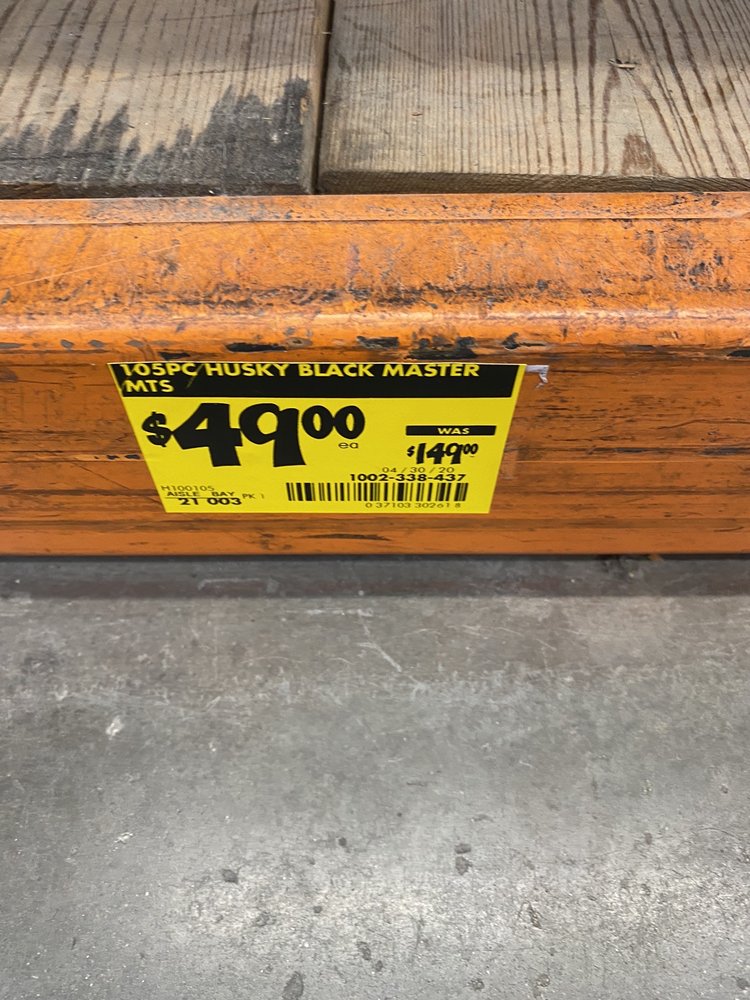 105PC HUSKY BLACK MASTER
MTS
$49.00 ea
WAS
$149.00
04/30/20
1002-338-437
H100105
AISLE BAY PK 1
21 003
0 37103 30261 8